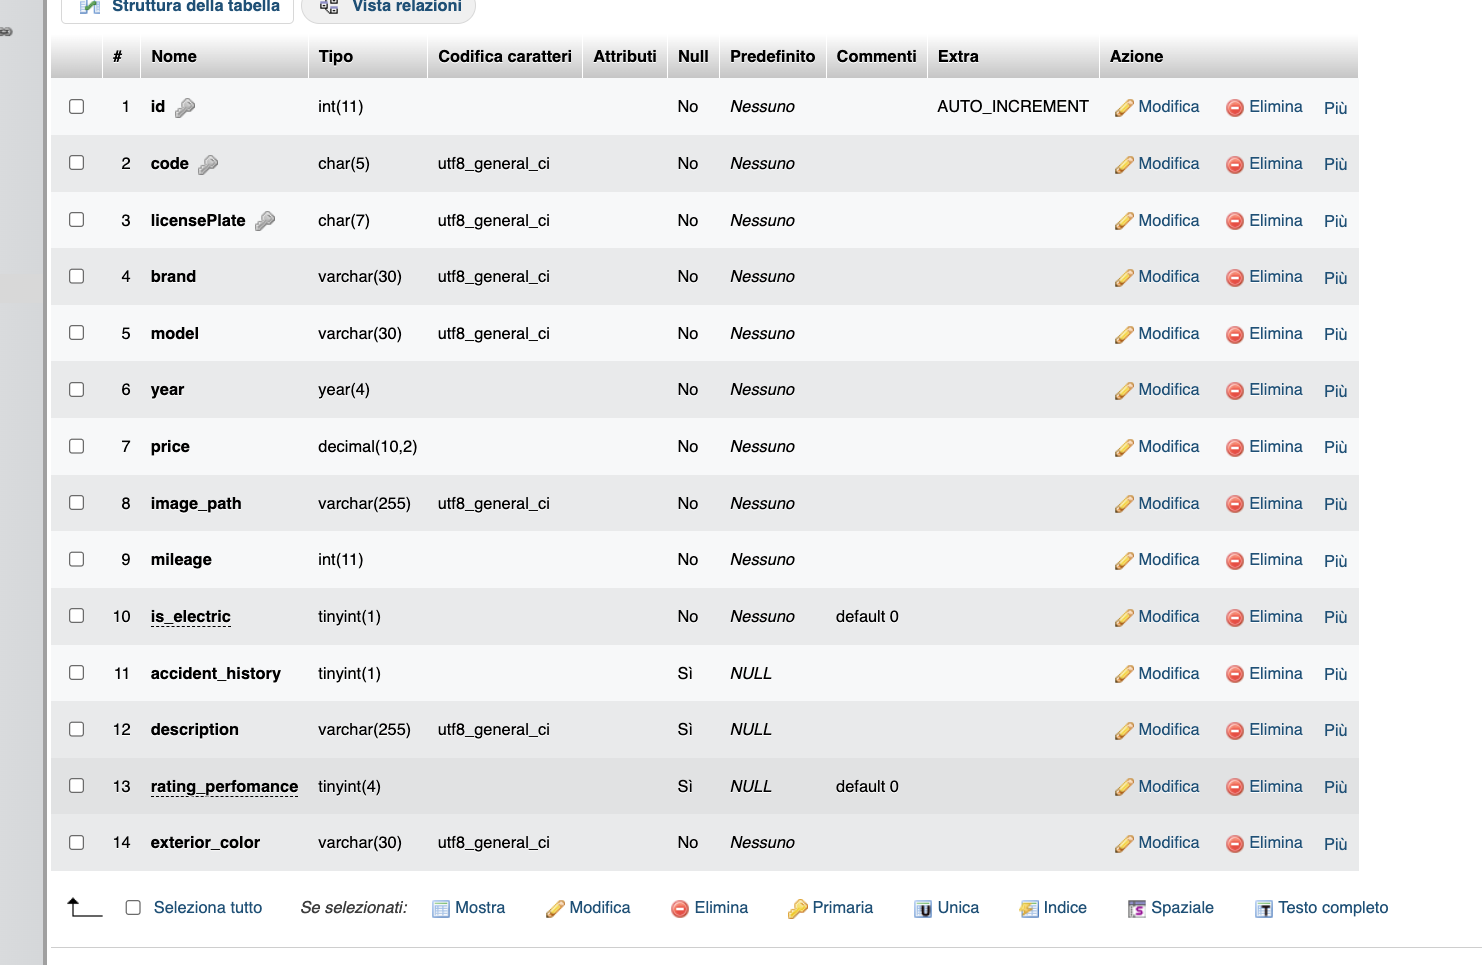 Struttura della tabella Vista relazioni
# Nome Tipo Codifica caratteri Attributi Null Predefinito Commenti Extra Azione
1 id int(11) No Nessuno AUTO_INCREMENT Modifica Elimina Più
2 code char(5) utf8_general_ci No Nessuno Modifica Elimina Più
3 licensePlate char(7) utf8_general_ci No Nessuno Modifica Elimina Più
4 brand varchar(30) utf8_general_ci No Nessuno Modifica Elimina Più
5 model varchar(30) utf8_general_ci No Nessuno Modifica Elimina Più
6 year year(4) No Nessuno Modifica Elimina Più
7 price decimal(10,2) No Nessuno Modifica Elimina Più
8 image_path varchar(255) utf8_general_ci No Nessuno Modifica Elimina Più
9 mileage int(11) No Nessuno Modifica Elimina Più
10 is_electric tinyint(1) No Nessuno default 0 Modifica Elimina Più
11 accident_history tinyint(1) Sì NULL Modifica Elimina Più
12 description varchar(255) utf8_general_ci Sì NULL Modifica Elimina Più
13 rating_perfomance tinyint(4) Sì NULL default 0 Modifica Elimina Più
14 exterior_color varchar(30) utf8_general_ci No Nessuno Modifica Elimina Più
Seleziona tutto Se selezionati: Mostra Modifica Elimina Primaria Unica Indice Spaziale Testo completo